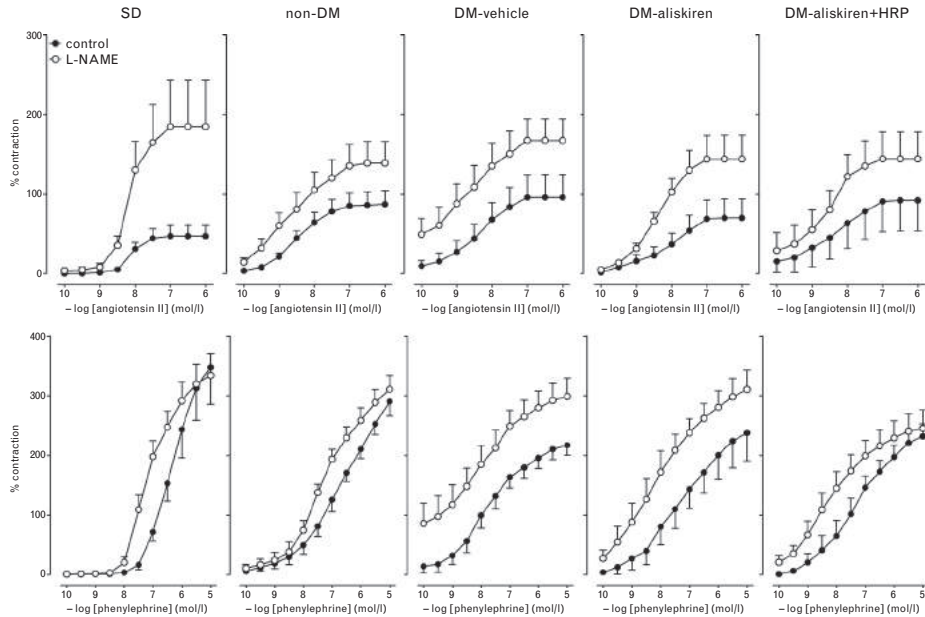 SD non-DM DM-vehicle DM-aliskiren DM-aliskiren+HRP
300
control
L-NAME
200
% contraction
100
0
10 9 8 7 6 10 9 8 7 6 10 9 8 7 6 10 9 8 7 6 10 9 8 7 6
– log [angiotensin II] (mol/l) – log [angiotensin II] (mol/l) – log [angiotensin II] (mol/l) – log [angiotensin II] (mol/l) – log [angiotensin II] (mol/l)
400
300
% contraction
200
100
0
10 9 8 7 6 5 10 9 8 7 6 5 10 9 8 7 6 5 10 9 8 7 6 5 10 9 8 7 6 5
– log [phenylephrine] (mol/l) – log [phenylephrine] (mol/l) – log [phenylephrine] (mol/l) – log [phenylephrine] (mol/l) – log [phenylephrine] (mol/l)